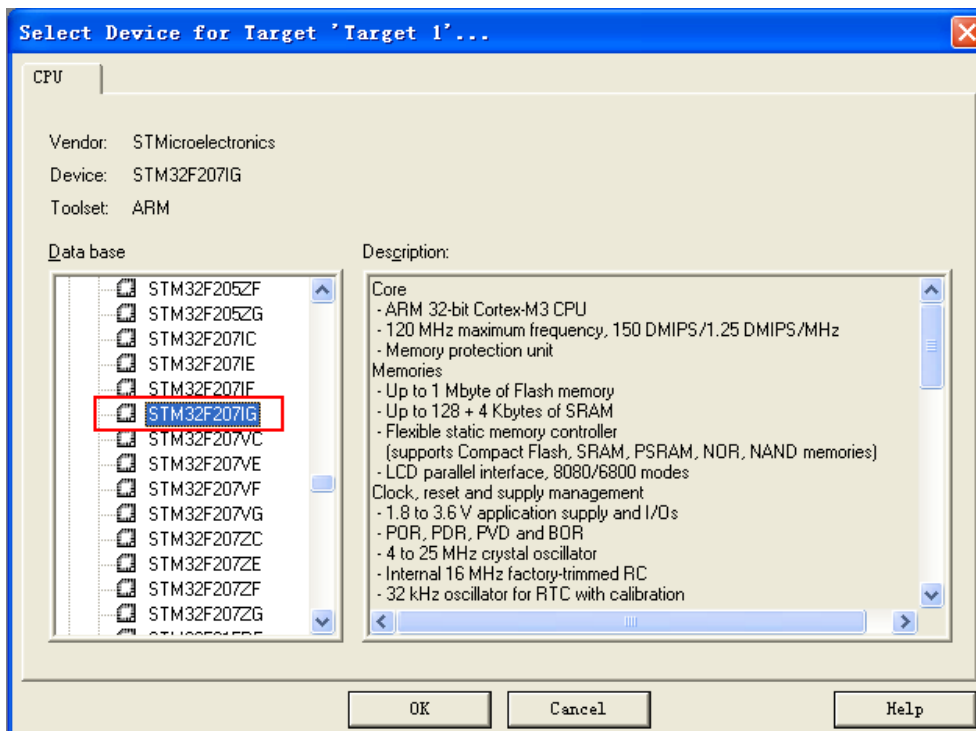 Select Device for Target 'Target 1'...
CPU
Vendor: STMicroelectronics
Device: STM32F207IG
Toolset: ARM
Data base
Description:
STM32F205ZF
STM32F205ZG
STM32F207IC
STM32F207IE
STM32F207IF
STM32F207IG
STM32F207VC
STM32F207VE
STM32F207VF
STM32F207VG
STM32F207ZC
STM32F207ZE
STM32F207ZF
STM32F207ZG
Core
- ARM 32-bit Cortex-M3 CPU
- 120 MHz maximum frequency, 150 DMIPS/1.25 DMIPS/MHz
- Memory protection unit
Memories
- Up to 1 Mbyte of Flash memory
- Up to 128 + 4 Kbytes of SRAM
- Flexible static memory controller
(supports Compact Flash, SRAM, PSRAM, NOR, NAND memories)
- LCD parallel interface, 8080/6800 modes
Clock, reset and supply management
- 1.8 to 3.6 V application supply and I/Os
- POR, PDR, PVD and BOR
- 4 to 25 MHz crystal oscillator
- Internal 16 MHz factory-trimmed RC
- 32 kHz oscillator for RTC with calibration
OK
Cancel
Help